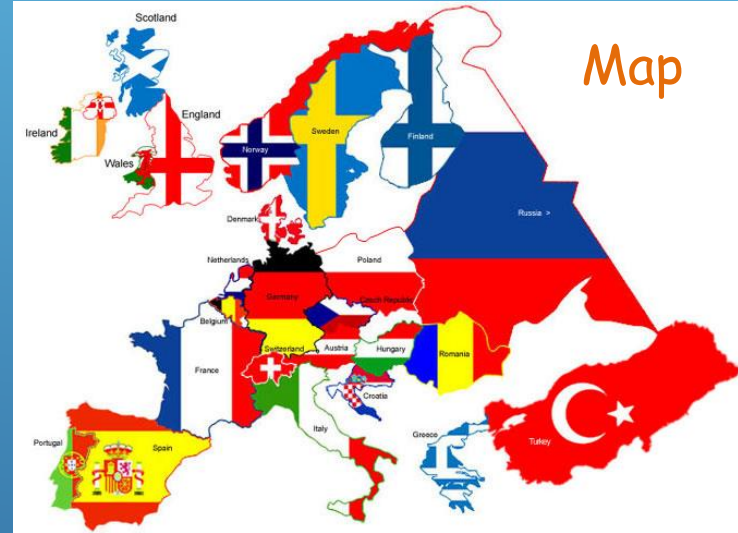 Map
Scotland
England
Ireland
Wales
Norway
Sweden
Finland
Russia >
Denmark
Netherlands
Poland
Germany
Czech Republic
Belgium
Switzerland
Austria
Hungary
Romania
France
Croatia
Italy
Portugal
Spain
Greece
Turkey